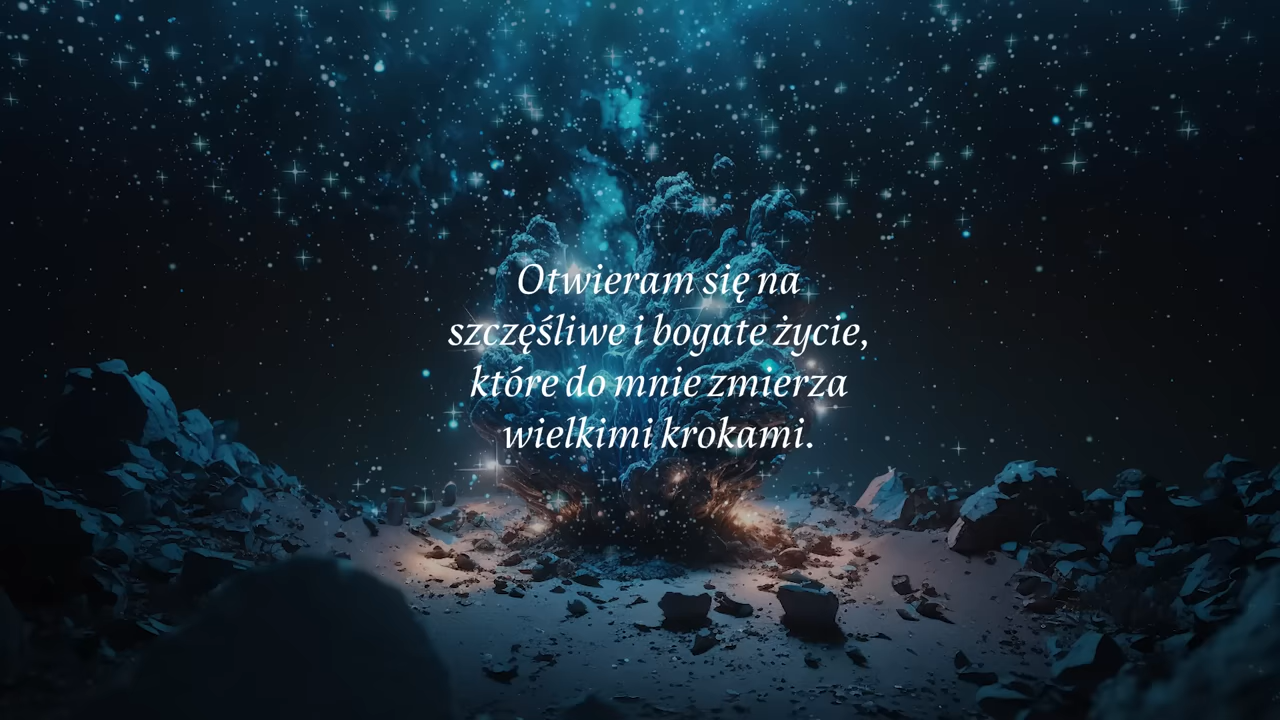 Otwieram się na
szczęśliwe i bogate życie,
które do mnie zmierza
wielkimi krokami.